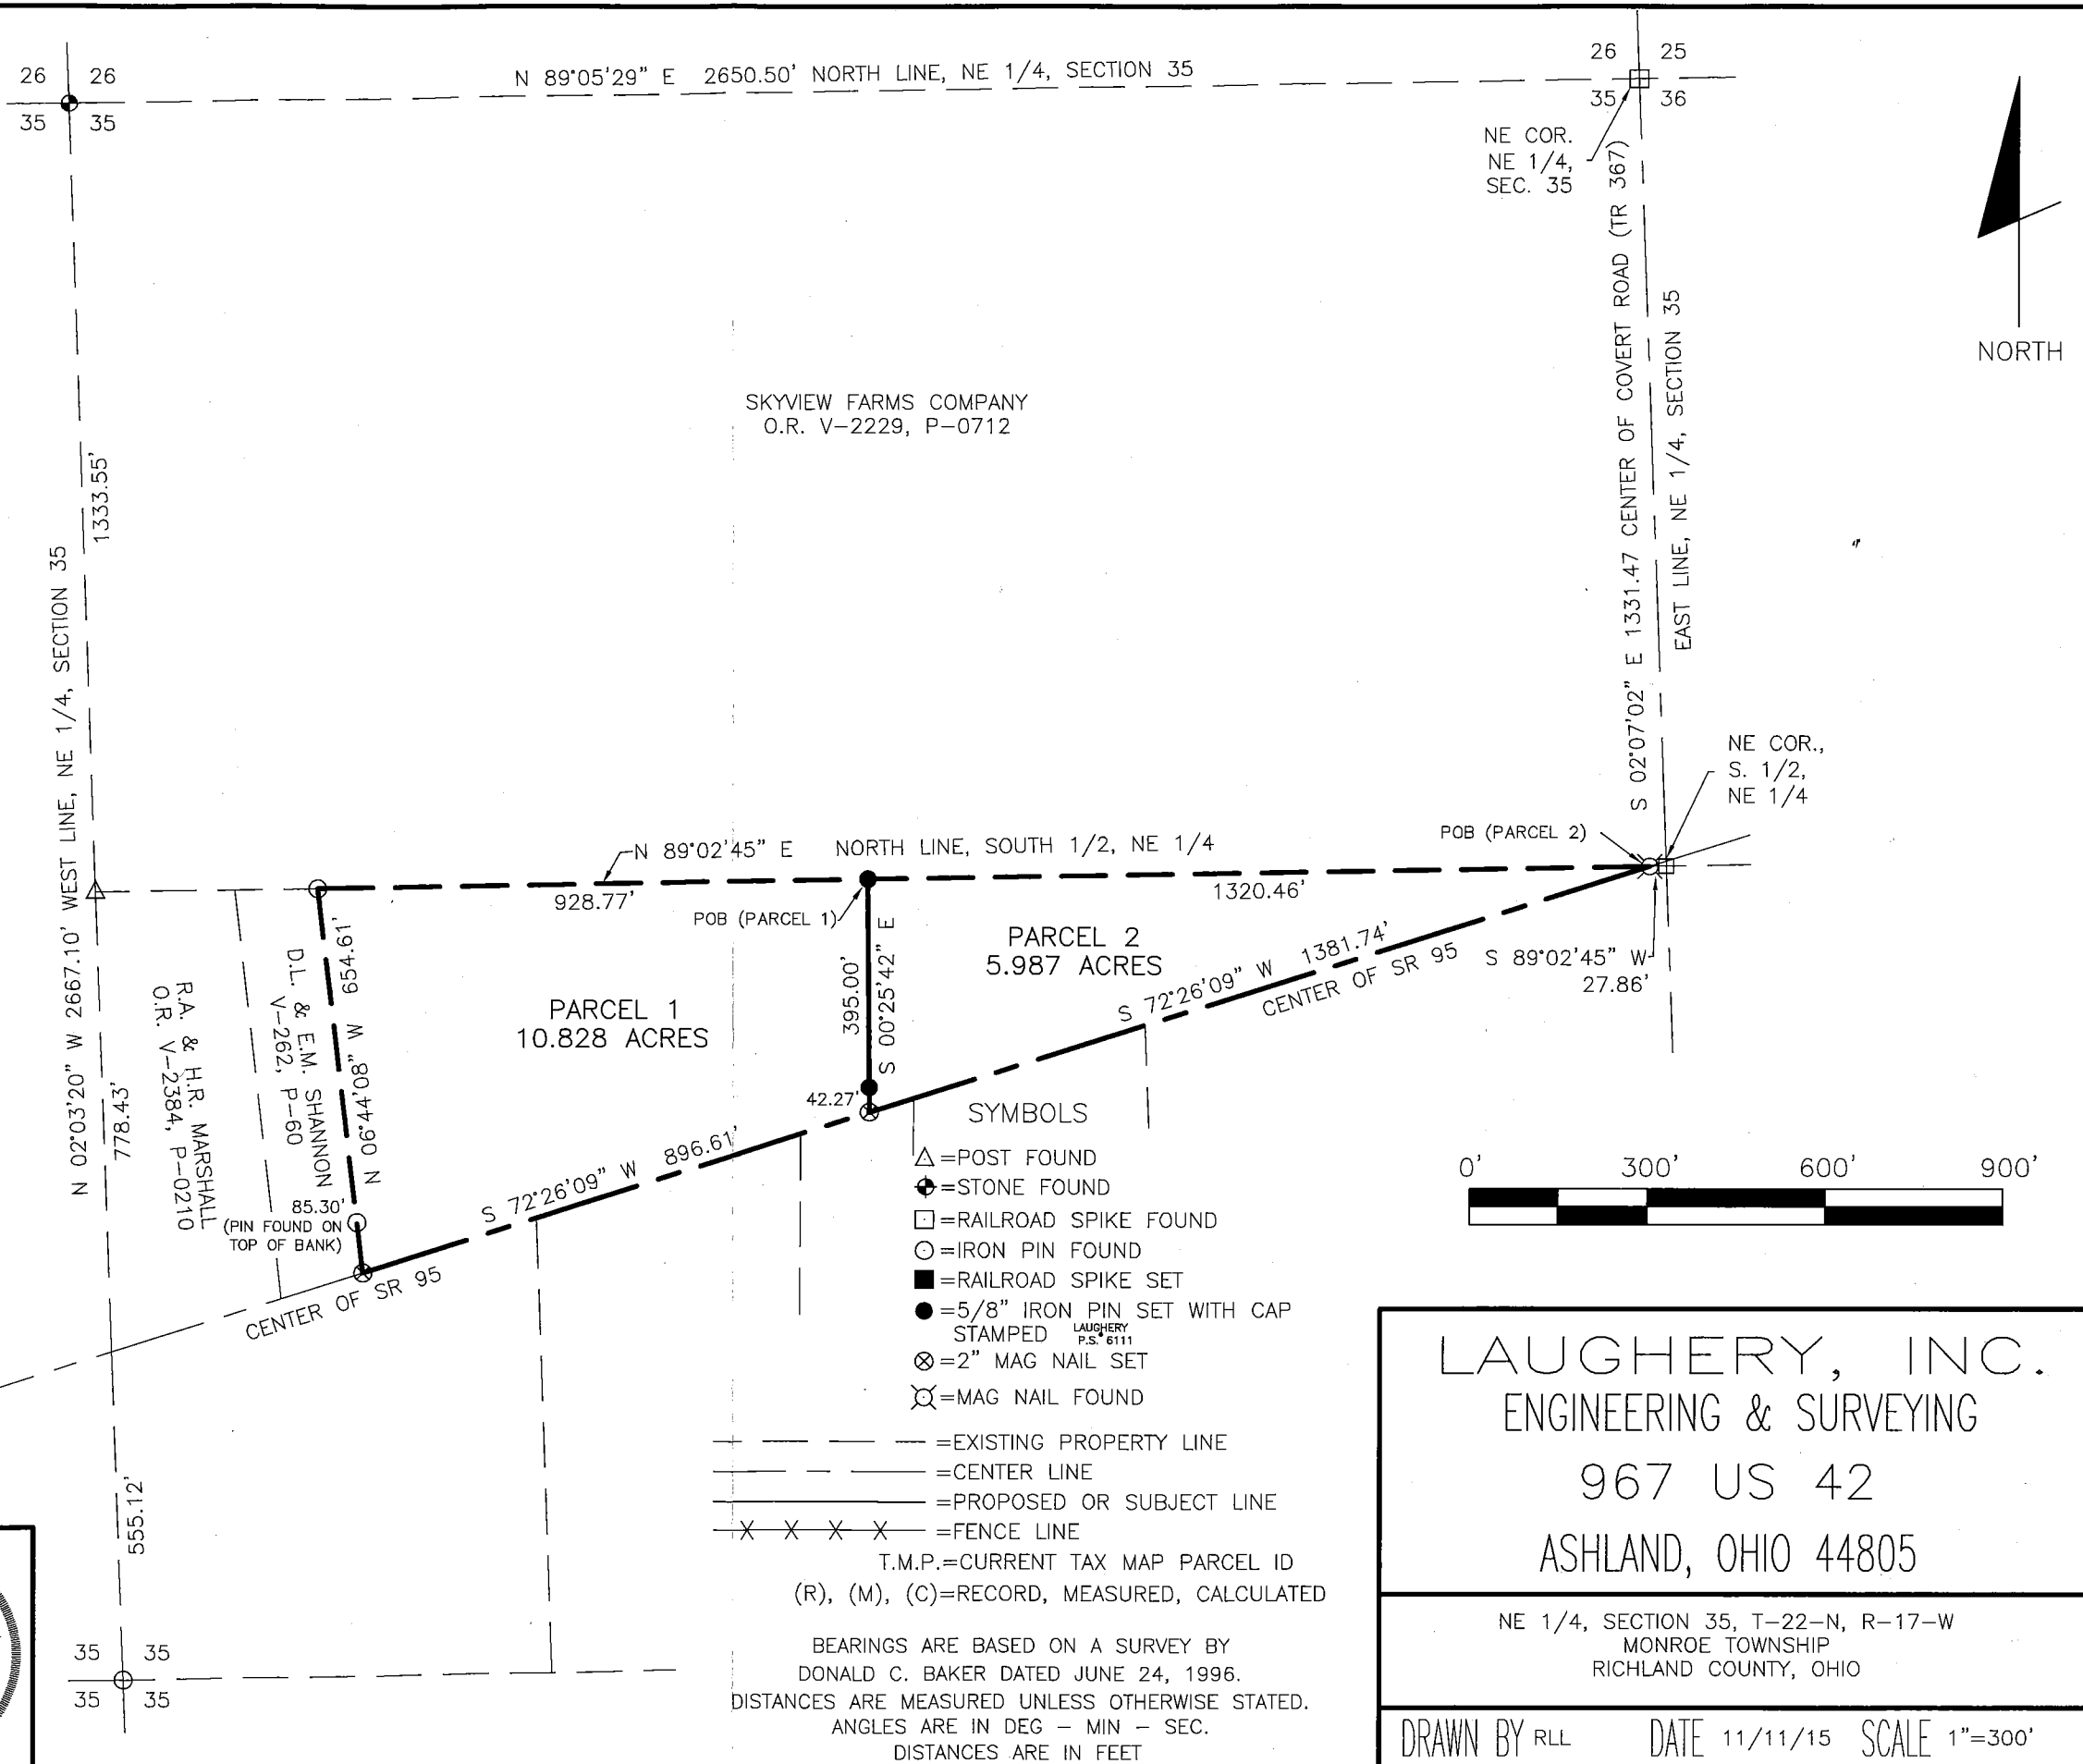 26 26
35 35
N 89°05'29" E 2650.50' NORTH LINE, NE 1/4, SECTION 35
26 25
35 36
NE COR.
NE 1/4,
SEC. 35
NORTH
SKYVIEW FARMS COMPANY
O.R. V-2229, P-0712
S 02°07'02" E 1331.47 CENTER OF COVERT ROAD (TR 367)
EAST LINE, NE 1/4, SECTION 35
N 02°03'20" W 2667.10' WEST LINE, NE 1/4, SECTION 35
1333.55'
778.43'
555.12'
NE COR.,
S. 1/2,
NE 1/4
POB (PARCEL 2)
N 89°02'45" E NORTH LINE, SOUTH 1/2, NE 1/4
928.77'
1320.46'
POB (PARCEL 1)
PARCEL 2
5.987 ACRES
PARCEL 1
10.828 ACRES
395.00'
S 00°25'42" E
42.27'
S 72°26'09" W 1381.74'
CENTER OF SR 95
S 89°02'45" W
27.86'
N 06°44'08" W 654.61'
D.L. & E.M. SHANNON
V-262, P-60
R.A. & H.R. MARSHALL
O.R. V-2384, P-0210
85.30'
(PIN FOUND ON
TOP OF BANK)
S 72°26'09" W 896.61'
CENTER OF SR 95
SYMBOLS
=POST FOUND
=STONE FOUND
=RAILROAD SPIKE FOUND
=IRON PIN FOUND
=RAILROAD SPIKE SET
=5/8" IRON PIN SET WITH CAP
STAMPED LAUGHERY
P.S. 6111
=2" MAG NAIL SET
=MAG NAIL FOUND
=EXISTING PROPERTY LINE
=CENTER LINE
=PROPOSED OR SUBJECT LINE
X X X X =FENCE LINE
T.M.P.=CURRENT TAX MAP PARCEL ID
(R), (M), (C)=RECORD, MEASURED, CALCULATED
BEARINGS ARE BASED ON A SURVEY BY
DONALD C. BAKER DATED JUNE 24, 1996.
DISTANCES ARE MEASURED UNLESS OTHERWISE STATED.
ANGLES ARE IN DEG - MIN - SEC.
DISTANCES ARE IN FEET
35 35
35 35
0' 300' 600' 900'
LAUGHERY, INC.
ENGINEERING & SURVEYING
967 US 42
ASHLAND, OHIO 44805
NE 1/4, SECTION 35, T-22-N, R-17-W
MONROE TOWNSHIP
RICHLAND COUNTY, OHIO
DRAWN BY RLL DATE 11/11/15 SCALE 1"=300'